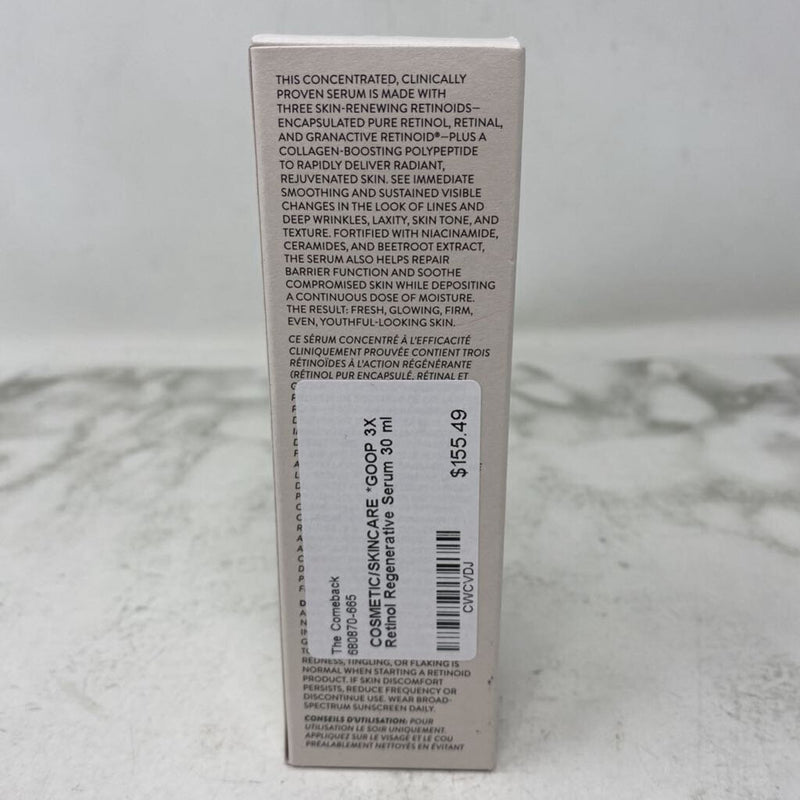 THIS CONCENTRATED, CLINICALLY
PROVEN SERUM IS MADE WITH
THREE SKIN-RENEWING RETINOIDS—
ENCAPSULATED PURE RETINOL, RETINAL,
AND GRANACTIVE RETINOID®—PLUS A
COLLAGEN-BOOSTING POLYPEPTIDE
TO RAPIDLY DELIVER RADIANT,
REJUVENATED SKIN. SEE IMMEDIATE
SMOOTHING AND SUSTAINED VISIBLE
CHANGES IN THE LOOK OF LINES AND
DEEP WRINKLES, LAXITY, SKIN TONE, AND
TEXTURE. FORTIFIED WITH NIACINAMIDE,
CERAMIDES, AND BEETROOT EXTRACT,
THE SERUM ALSO HELPS REPAIR
BARRIER FUNCTION AND SOOTHE
COMPROMISED SKIN WHILE DEPOSITING
A CONTINUOUS DOSE OF MOISTURE.
THE RESULT: FRESH, GLOWING, FIRM,
EVEN, YOUTHFUL-LOOKING SKIN.
CE SÉRUM CONCENTRÉ À L'EFFICACITÉ
CLINIQUEMENT PROUVÉE CONTIENT TROIS
RÉTINOÏDES À L'ACTION RÉGÉNÉRANTE
(RÉTINOL PUR ENCAPSULÉ, RÉTINAL ET
The Comeback
680870-665
COSMETIC/SKINCARE *GOOP 3X
Retinol Regenerative Serum 30 ml
$155.49
CWCVDJ
REDNESS, TINGLING, OR FLAKING IS
NORMAL WHEN STARTING A RETINOID
PRODUCT. IF SKIN DISCOMFORT
PERSISTS, REDUCE FREQUENCY OR
DISCONTINUE USE. WEAR BROAD-
SPECTRUM SUNSCREEN DAILY.
CONSEILS D'UTILISATION: POUR
UTILISATION LE SOIR UNIQUEMENT.
APPLIQUEZ SUR LE VISAGE ET LE COU
PRÉALABLEMENT NETTOYÉS EN ÉVITANT